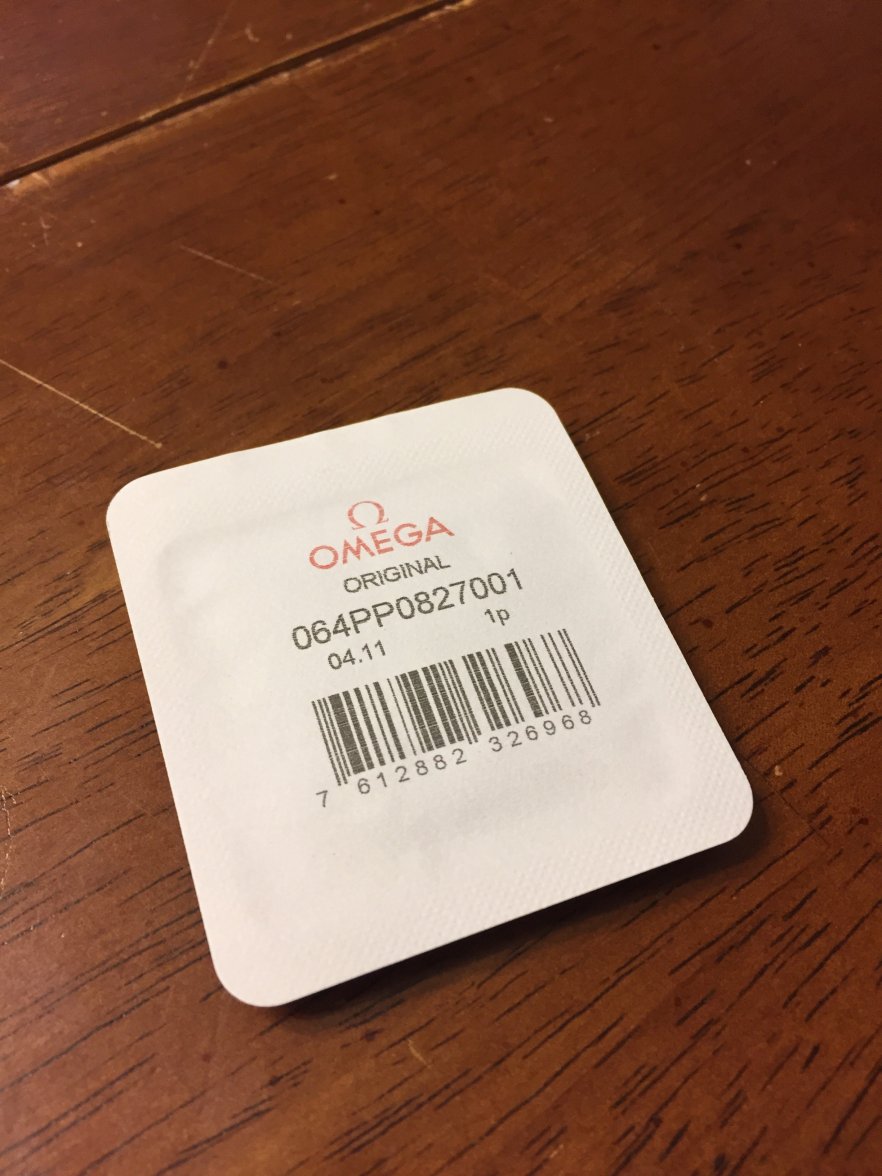 Ω
OMEGA
ORIGINAL
064PP0827001
04.11 1p
7 612882 326968